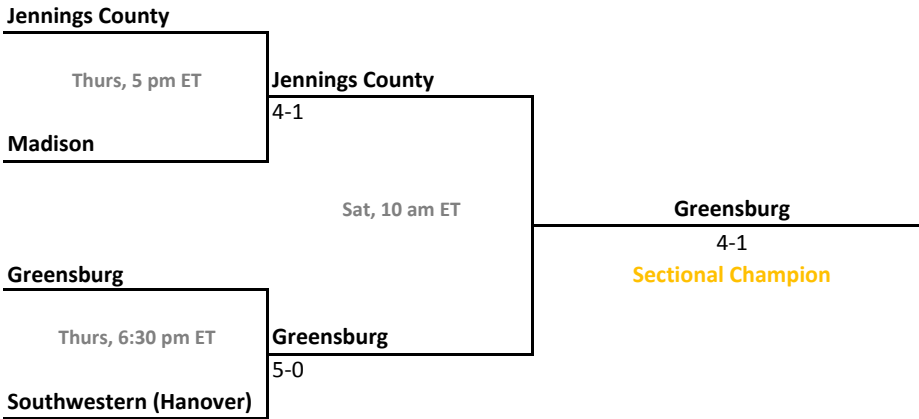 Jennings County
Thurs, 5 pm ET
Jennings County
4-1
Madison
Sat, 10 am ET
Greensburg
4-1
Sectional Champion
Greensburg
Thurs, 6:30 pm ET
Greensburg
5-0
Southwestern (Hanover)